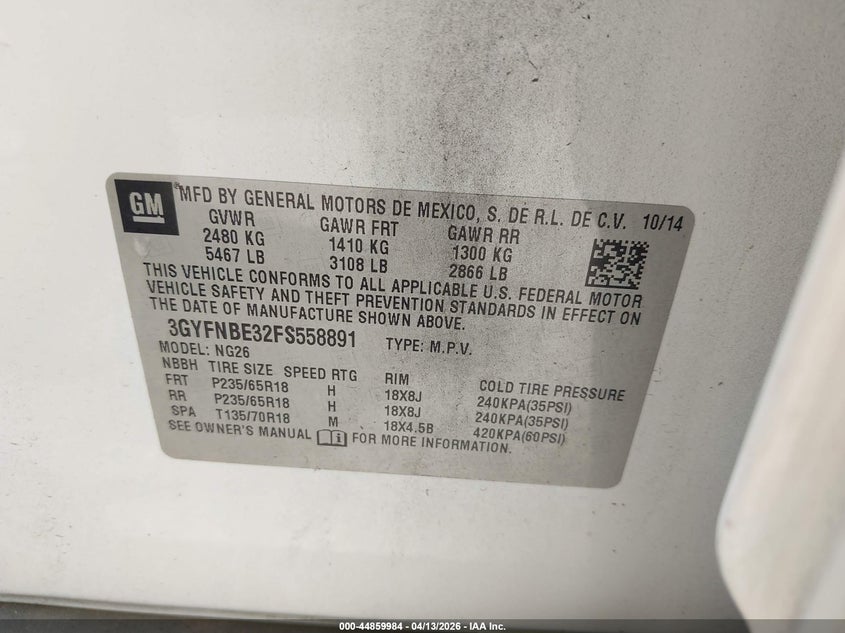 GM
MFD BY GENERAL MOTORS DE MEXICO, S. DE R.L. DE C.V. 10/14
GVWR GAWR FRT GAWR RR
2480 KG 1410 KG 1300 KG
5467 LB 3108 LB 2866 LB
THIS VEHICLE CONFORMS TO ALL APPLICABLE U.S. FEDERAL MOTOR
VEHICLE SAFETY AND THEFT PREVENTION STANDARDS IN EFFECT ON
THE DATE OF MANUFACTURE SHOWN ABOVE.
3GYFNBE32FS558891 TYPE: M.P.V.
MODEL: NG26
NBBH TIRE SIZE SPEED RTG RIM COLD TIRE PRESSURE
FRT P235/65R18 H 18X8J 240KPA(35PSI)
RR P235/65R18 H 18X8J 240KPA(35PSI)
SPA T135/70R18 M 18X4.5B 420KPA(60PSI)
SEE OWNER'S MANUAL FOR MORE INFORMATION.
000-44859984 / 04/13/2026 - IAA Inc.